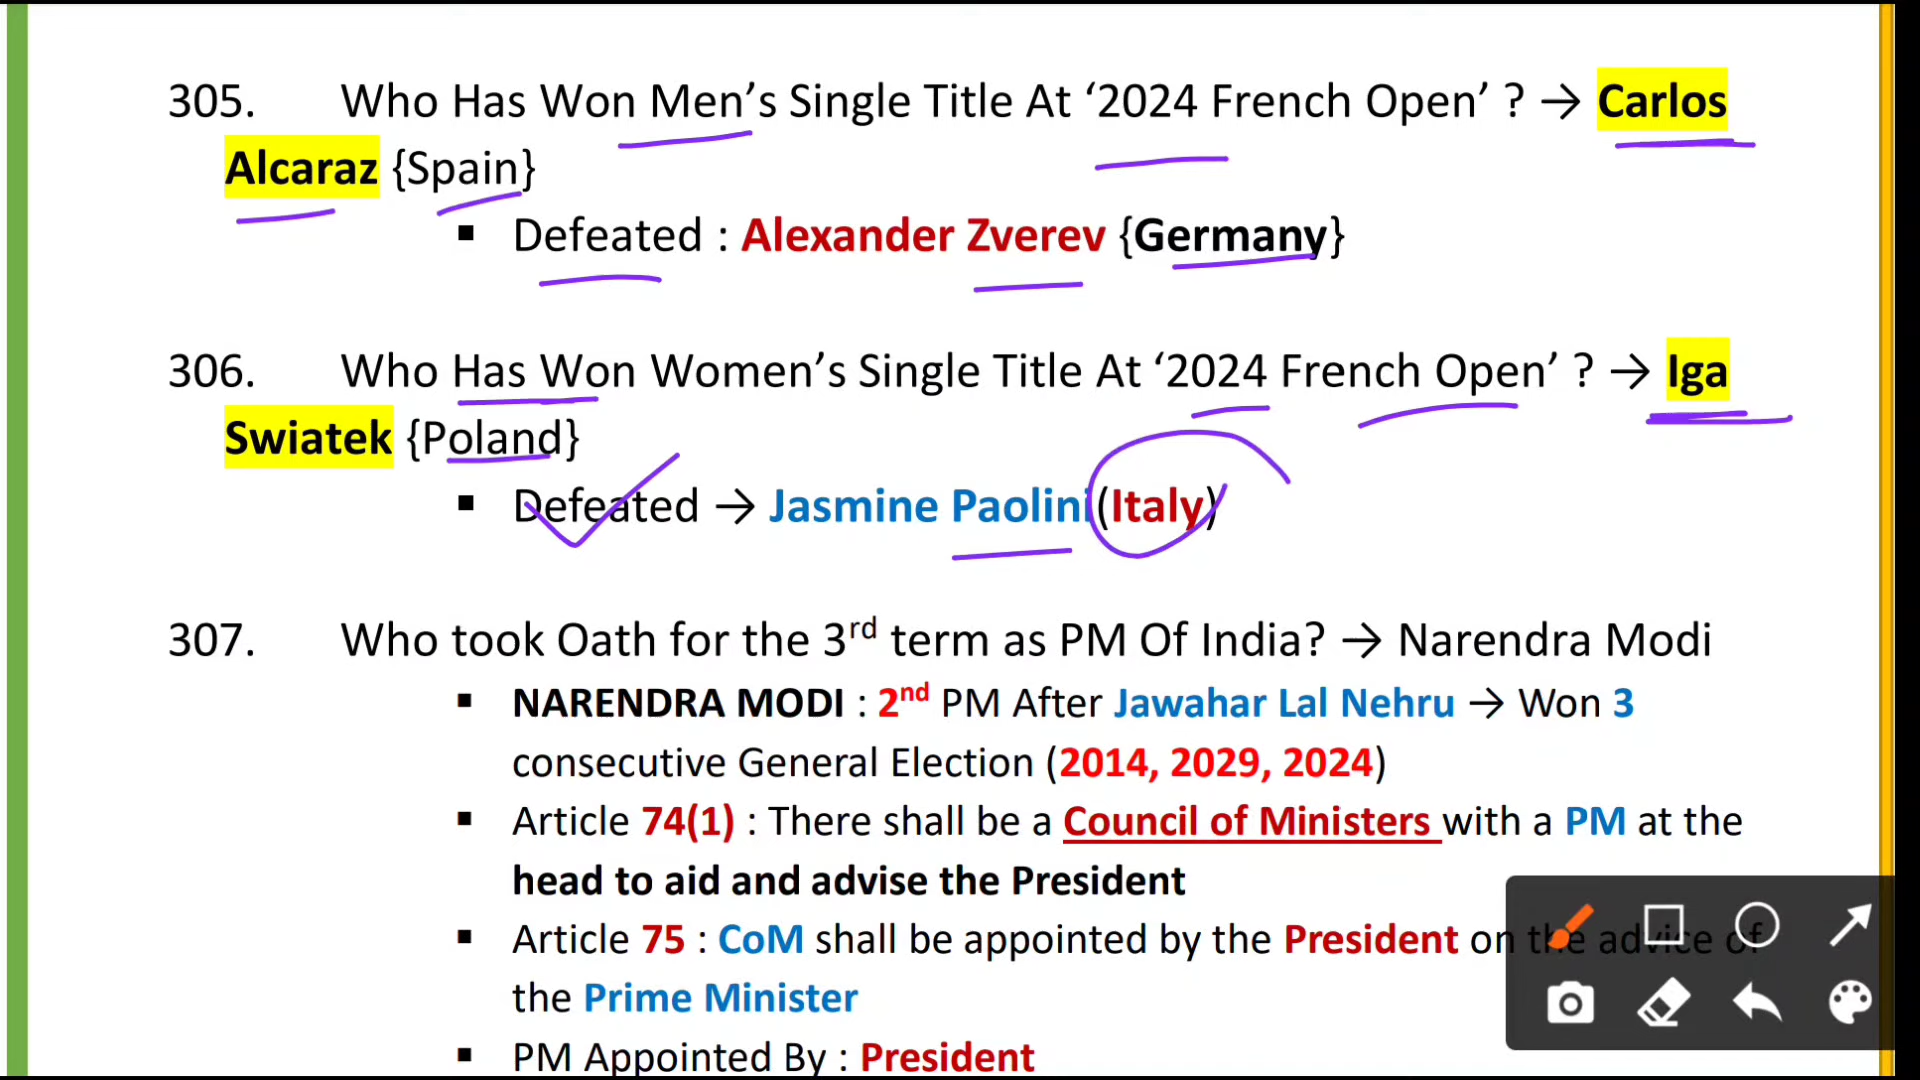 305. Who Has Won Men’s Single Title At ‘2024 French Open’ ? → Carlos
Alcaraz {Spain}
▪ Defeated : Alexander Zverev {Germany}
306. Who Has Won Women’s Single Title At ‘2024 French Open’ ? → Iga
Swiatek {Poland}
▪ Defeated → Jasmine Paolini(Italy)
307. Who took Oath for the 3rd term as PM Of India? → Narendra Modi
▪ NARENDRA MODI : 2nd PM After Jawahar Lal Nehru → Won 3
consecutive General Election (2014, 2029, 2024)
▪ Article 74(1) : There shall be a Council of Ministers with a PM at the
head to aid and advise the President
▪ Article 75 : CoM shall be appointed by the President on the advice of
the Prime Minister
▪ PM Appointed By : President